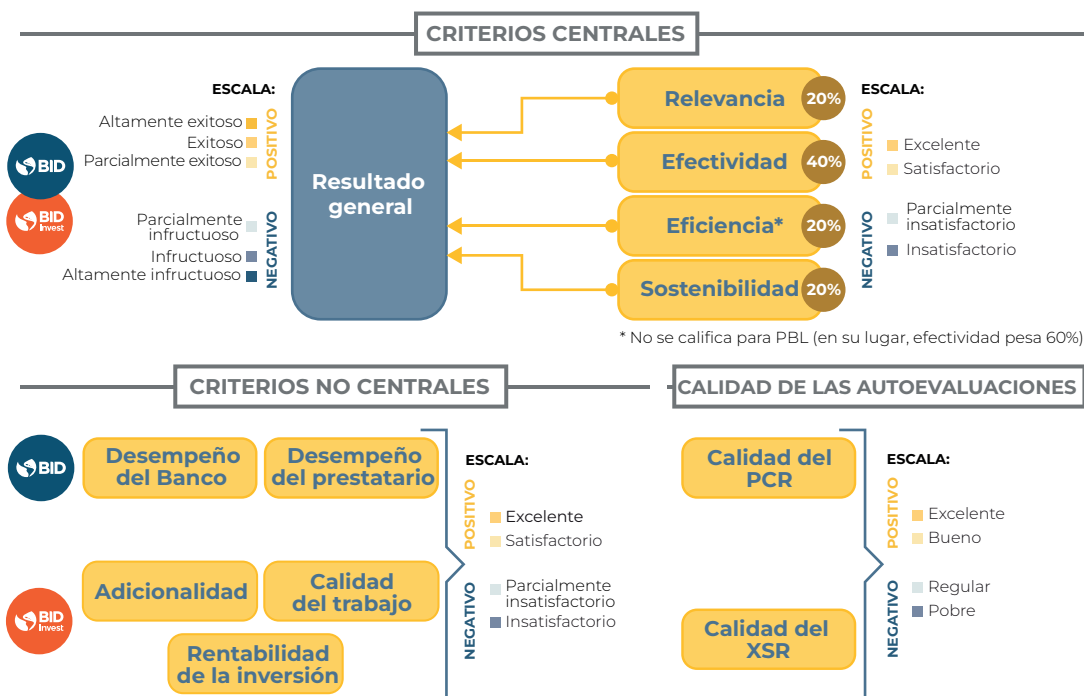 CRITERIOS CENTRALES
ESCALA:
POSITIVO
Altamente exitoso
Exitoso
Parcialmente exitoso
NEGATIVO
Parcialmente
infructuoso
Infructuoso
Altamente infructuoso
BID
BID
Invest
Resultado
general
Relevancia 20%
Efectividad 40%
Eficiencia* 20%
Sostenibilidad 20%
ESCALA:
POSITIVO
Excelente
Satisfactorio
NEGATIVO
Parcialmente
insatisfactorio
Insatisfactorio
* No se califica para PBL (en su lugar, efectividad pesa 60%)
CRITERIOS NO CENTRALES
BID
Desempeño
del Banco
Desempeño
del prestatario
BID
Invest
Adicionalidad
Calidad
del trabajo
Rentabilidad
de la inversión
ESCALA:
POSITIVO
Excelente
Satisfactorio
NEGATIVO
Parcialmente
insatisfactorio
Insatisfactorio
CALIDAD DE LAS AUTOEVALUACIONES
Calidad del
PCR
Calidad del
XSR
ESCALA:
POSITIVO
Excelente
Bueno
NEGATIVO
Regular
Pobre